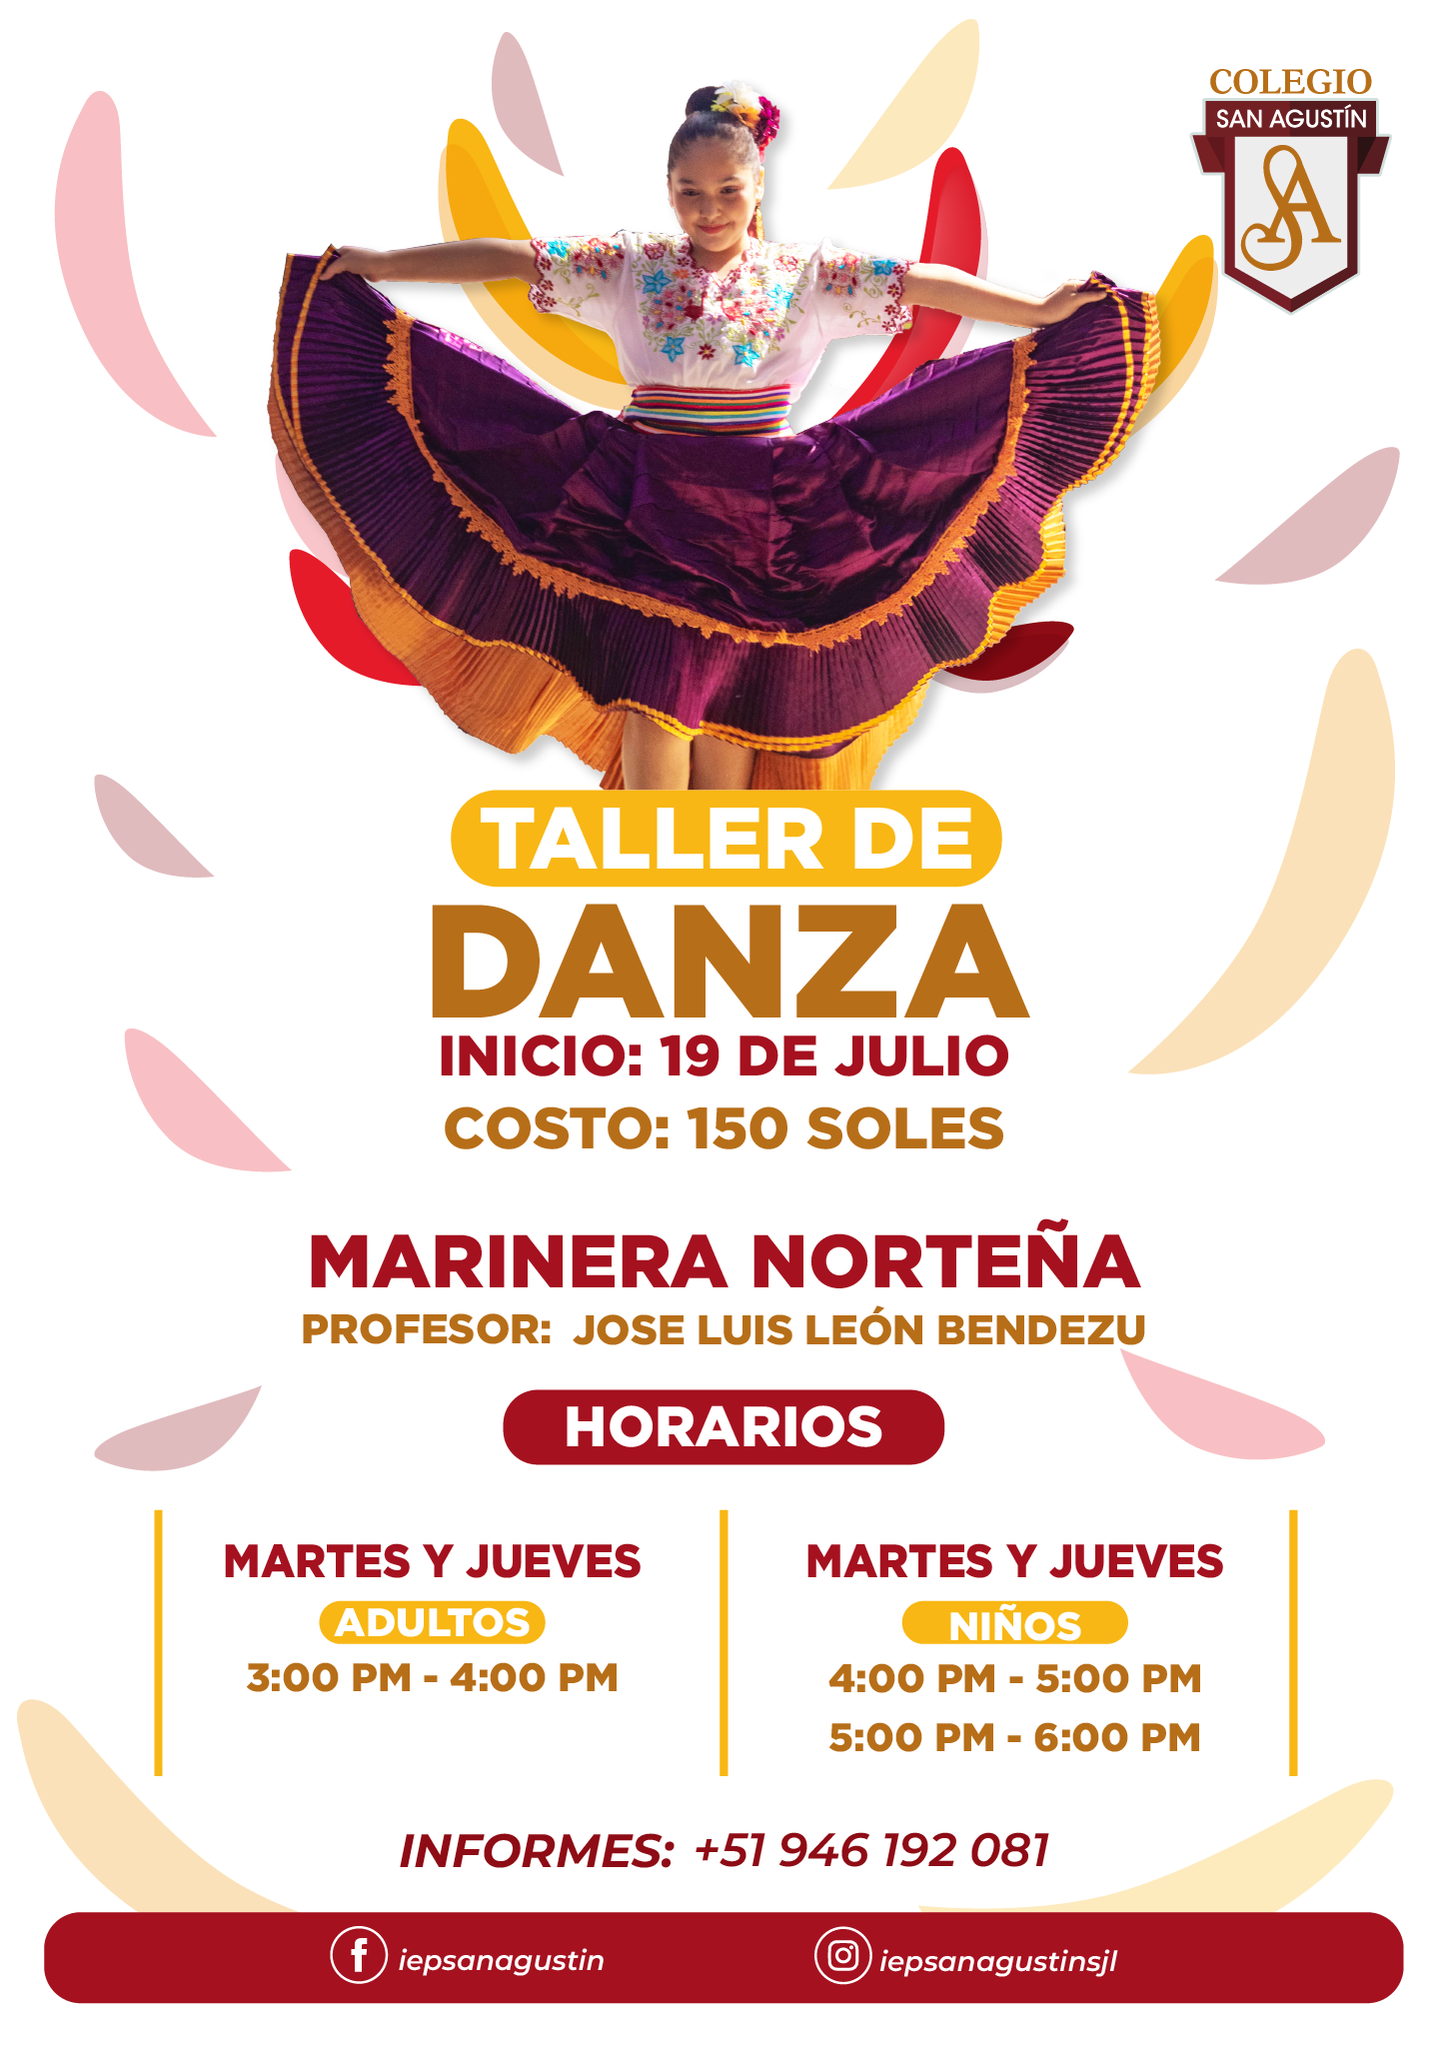 COLEGIO
SAN AGUSTÍN
SA
TALLER DE
DANZA
INICIO: 19 DE JULIO
COSTO: 150 SOLES
MARINERA NORTEÑA
PROFESOR: JOSE LUIS LEÓN BENDEZU
HORARIOS
MARTES Y JUEVES
ADULTOS
3:00 PM - 4:00 PM
MARTES Y JUEVES
NIÑOS
4:00 PM - 5:00 PM
5:00 PM - 6:00 PM
INFORMES: +51 946 192 081
iepsanagustin
iepsanagustinsjl